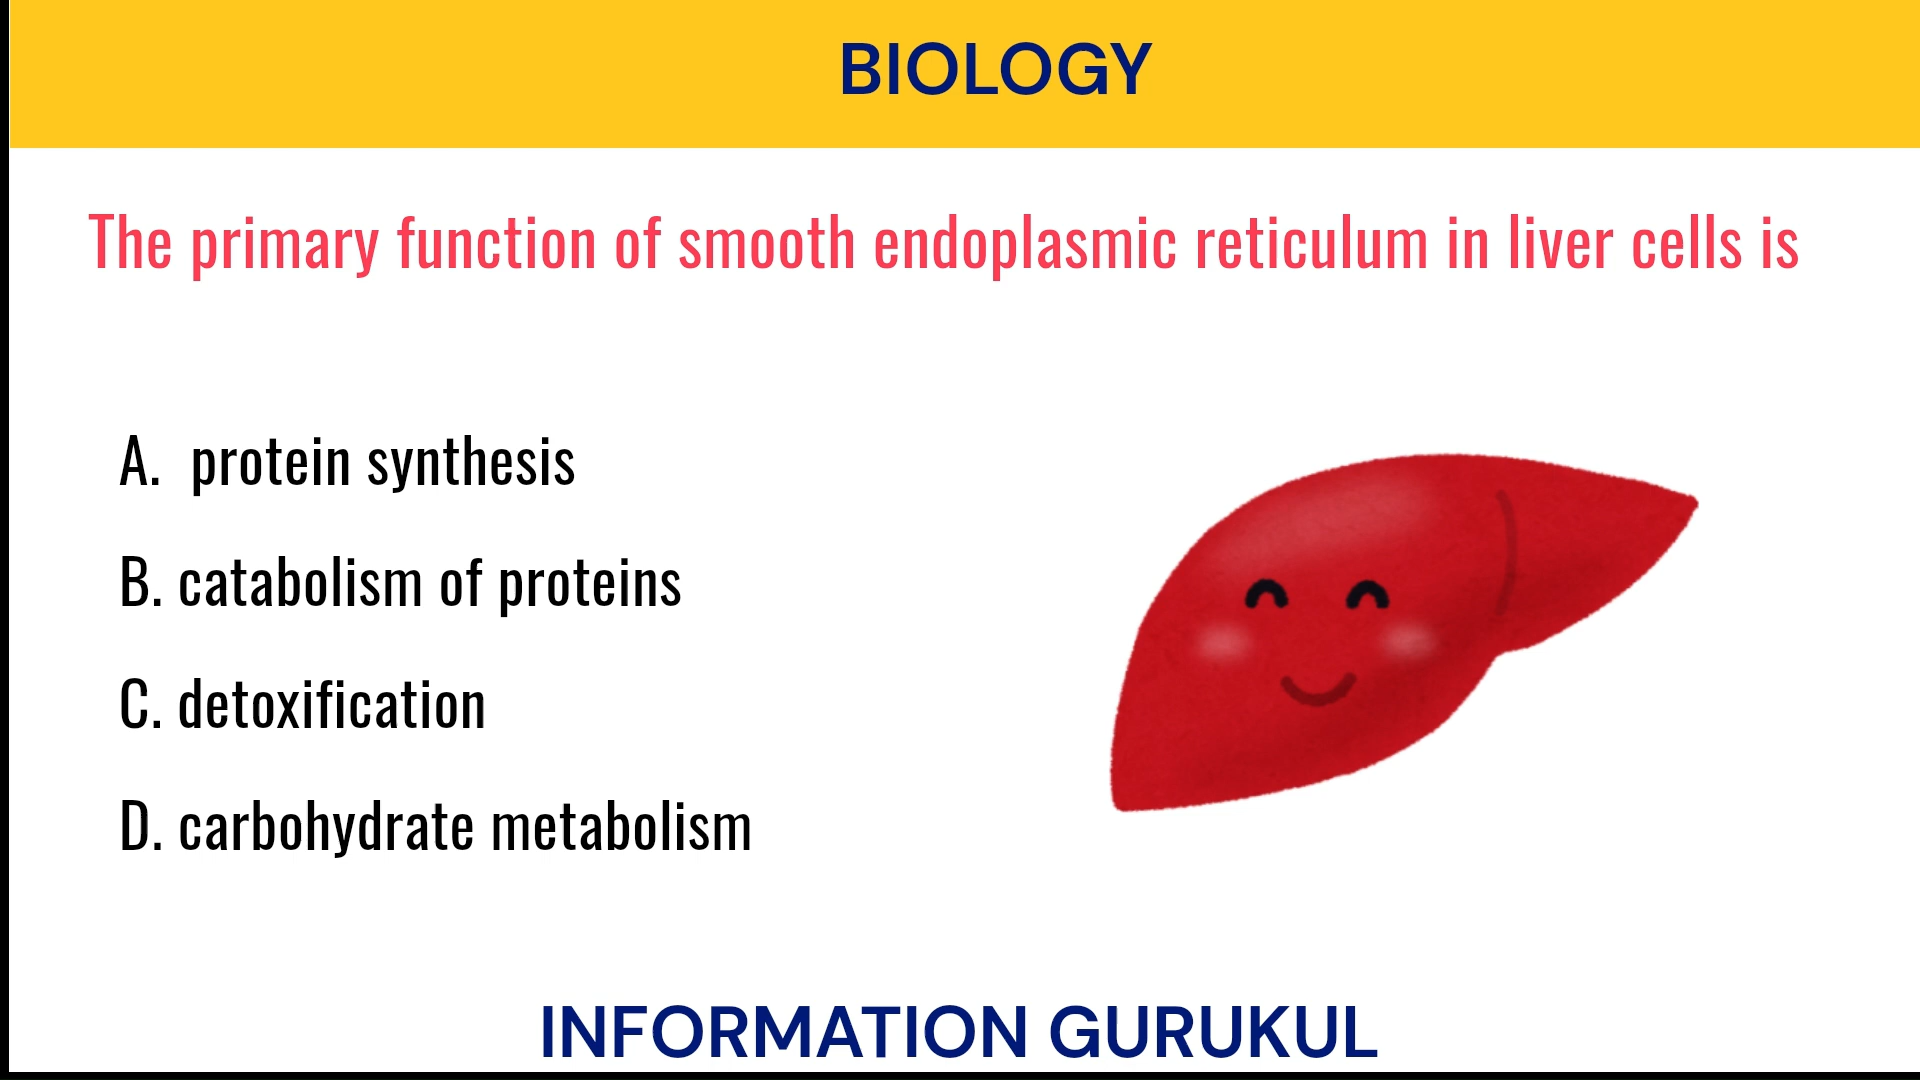 BIOLOGY
The primary function of smooth endoplasmic reticulum in liver cells is
A. protein synthesis
B. catabolism of proteins
C. detoxification
D. carbohydrate metabolism
INFORMATION GURUKUL